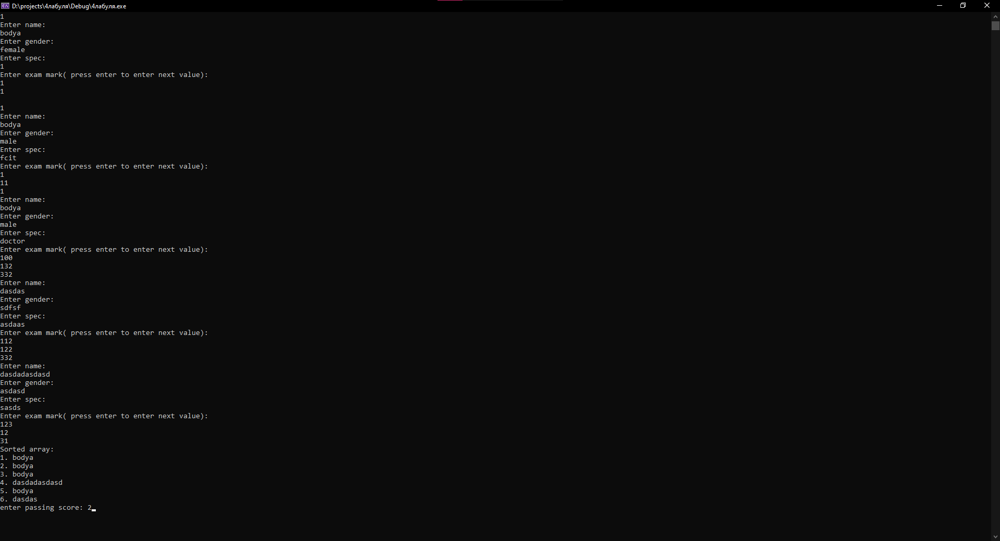 D:\projects\4лабуля\Debug\4лабуля.exe
1
Enter name:
bodya
Enter gender:
female
Enter spec:
1
Enter exam mark( press enter to enter next value):
1
1

1
Enter name:
bodya
Enter gender:
male
Enter spec:
fcit
Enter exam mark( press enter to enter next value):
1
11
1
Enter name:
bodya
Enter gender:
male
Enter spec:
doctor
Enter exam mark( press enter to enter next value):
100
132
332
Enter name:
dasdas
Enter gender:
sdfsf
Enter spec:
asdaas
Enter exam mark( press enter to enter next value):
112
122
332
Enter name:
dasdadasdasd
Enter gender:
asdasd
Enter spec:
sasds
Enter exam mark( press enter to enter next value):
123
12
31
Sorted array:
1. bodya
2. bodya
3. bodya
4. dasdadasdasd
5. bodya
6. dasdas
enter passing score: 2